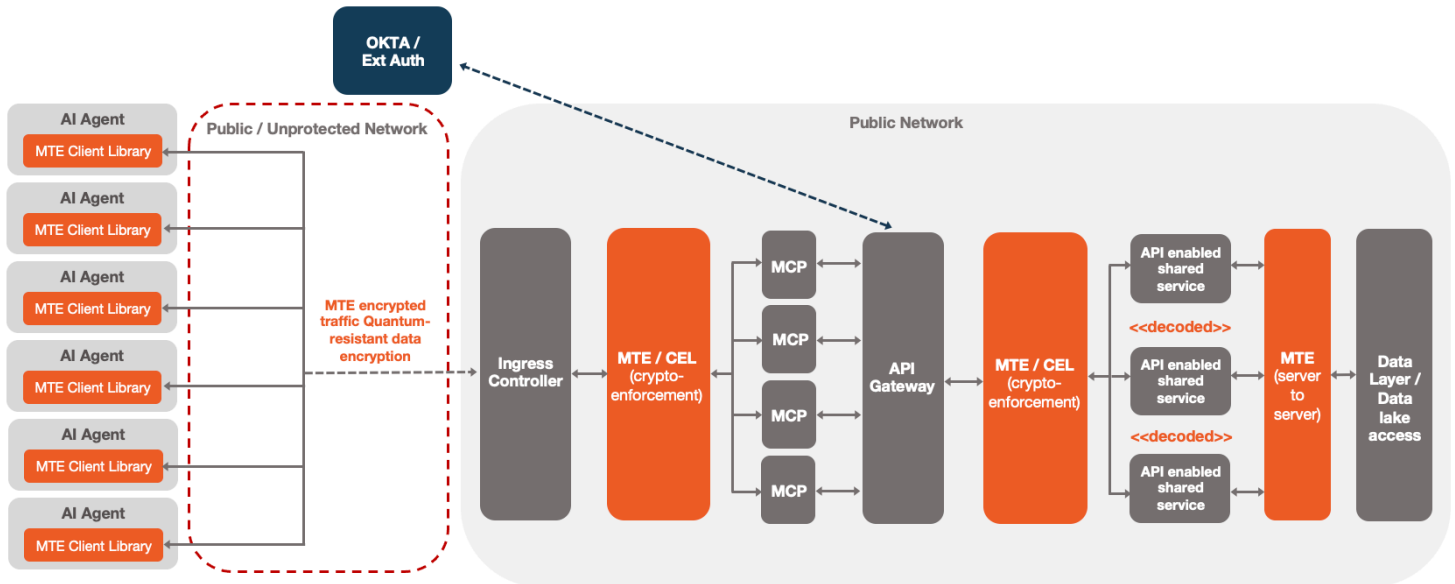 OKTA /
Ext Auth
AI Agent
MTE Client Library
AI Agent
MTE Client Library
AI Agent
MTE Client Library
AI Agent
MTE Client Library
AI Agent
MTE Client Library
AI Agent
MTE Client Library
Public / Unprotected Network
MTE encrypted
traffic Quantum-
resistant data
encryption
Public Network
Ingress
Controller
MTE / CEL
(crypto-
enforcement)
MCP
MCP
MCP
MCP
API
Gateway
MTE / CEL
(crypto-
enforcement)
API enabled
shared
service
<<decoded>>
API enabled
shared
service
<<decoded>>
API enabled
shared
service
MTE
(server
to
server)
Data
Layer /
Data
lake
access